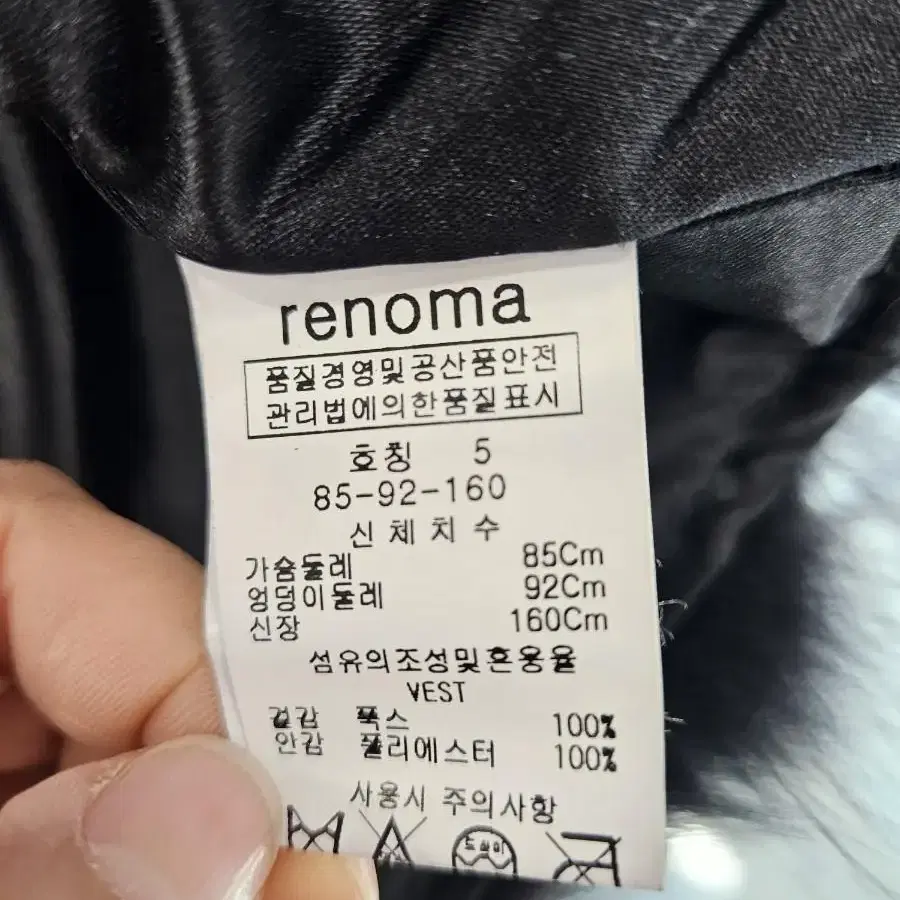 renoma
품질경영및공산품안전
관리법에의한품질표시
호칭 5
85-92-160
신체치수
가슴둘레 85Cm
엉덩이둘레 92Cm
신장 160Cm
섬유의조성및혼용율
VEST
겉감 폭스 100%
안감 폴리에스터 100%
사용시 주의사항
드라이